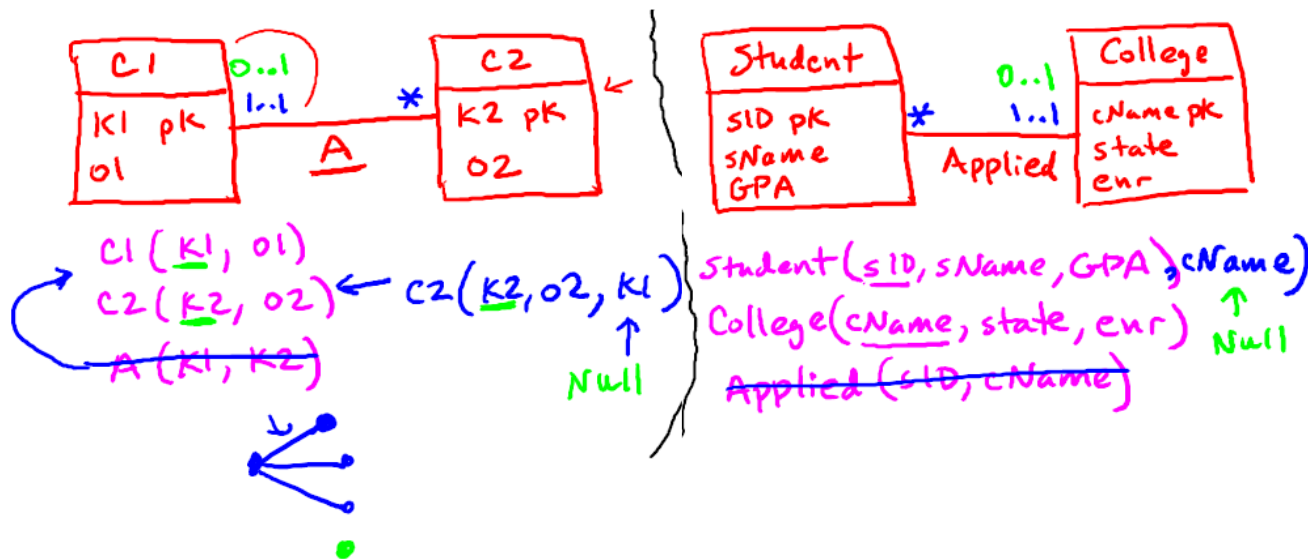 C1
K1 pk
O1
0..1
1..1
*
A
C2
K2 pk
O2
C1(K1, O1)
C2(K2, O2)
A(K1, K2)
C2(K2, O2, K1)
Null
Student
sID pk
sName
GPA
*
0..1
1..1
Applied
College
cName pk
state
enr
Student(sID, sName, GPA), cName)
College(cName, state, enr)
Null
Applied(sID, cName)